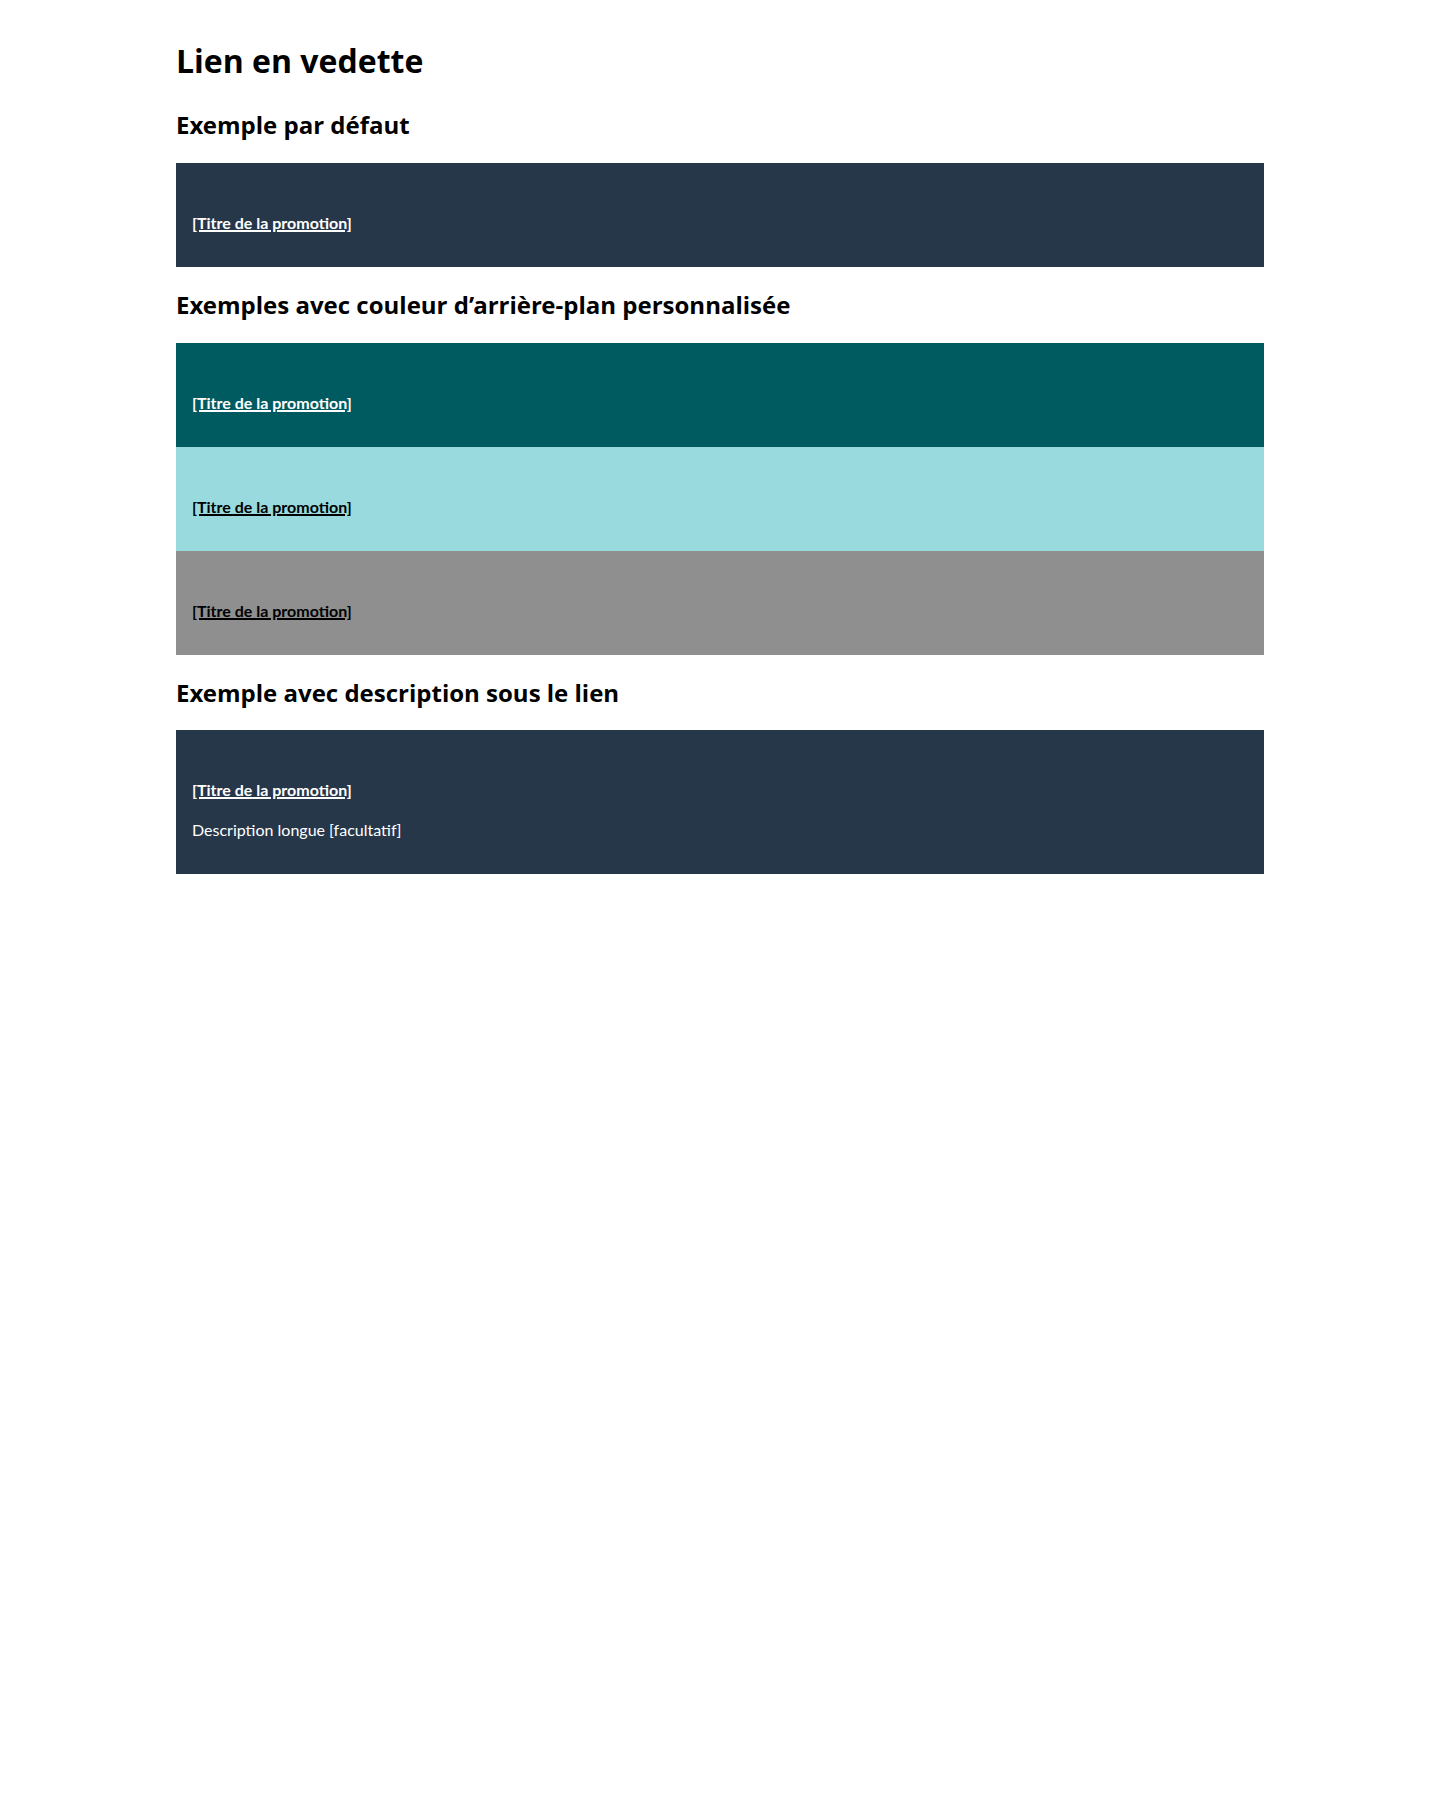 Lien en vedette
Exemple par défaut
[Titre de la promotion]
Exemples avec couleur d’arrière-plan personnalisée
[Titre de la promotion]
[Titre de la promotion]
[Titre de la promotion]
Exemple avec description sous le lien
[Titre de la promotion]
Description longue [facultatif]